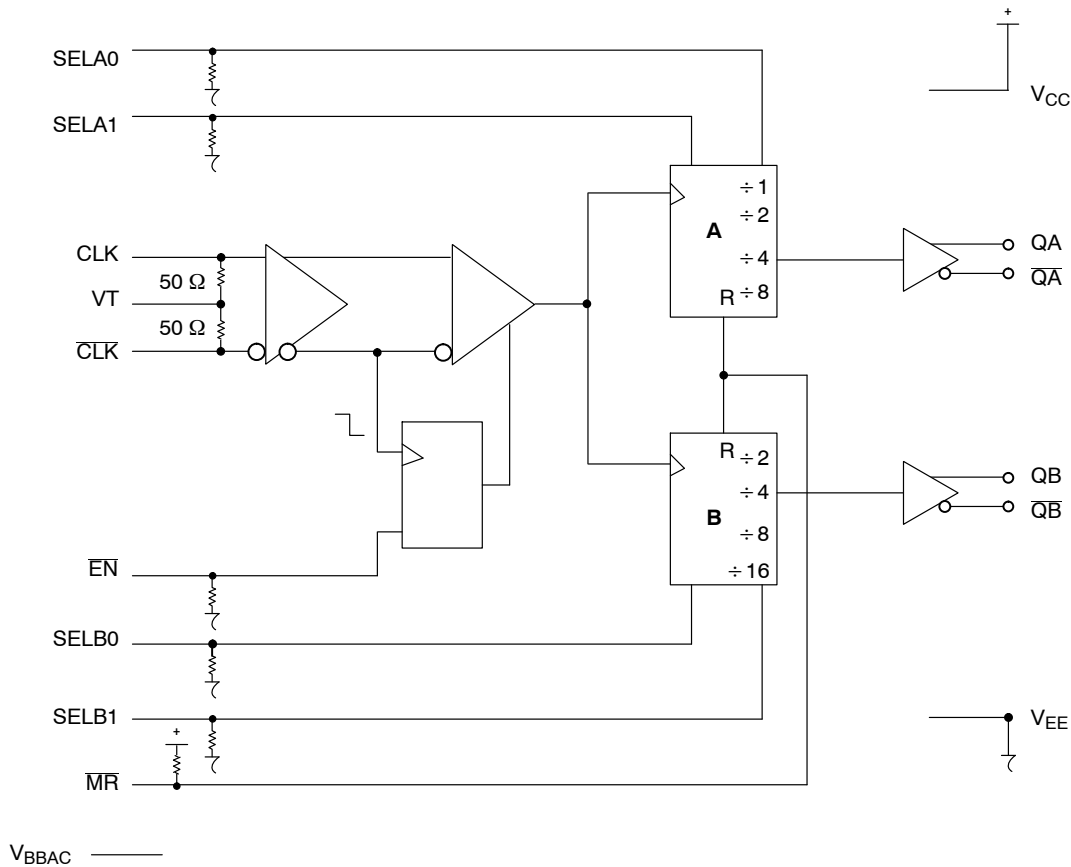 +
SELA0
VCC
SELA1
÷ 1
÷ 2
A
÷ 4
÷ 8
R
CLK
50 Ω
VT
50 Ω
CLK
QA
QA
R
÷ 2
÷ 4
B
÷ 8
÷ 16
QB
QB
EN
SELB0
SELB1
+
MR
VEE
VBBAC